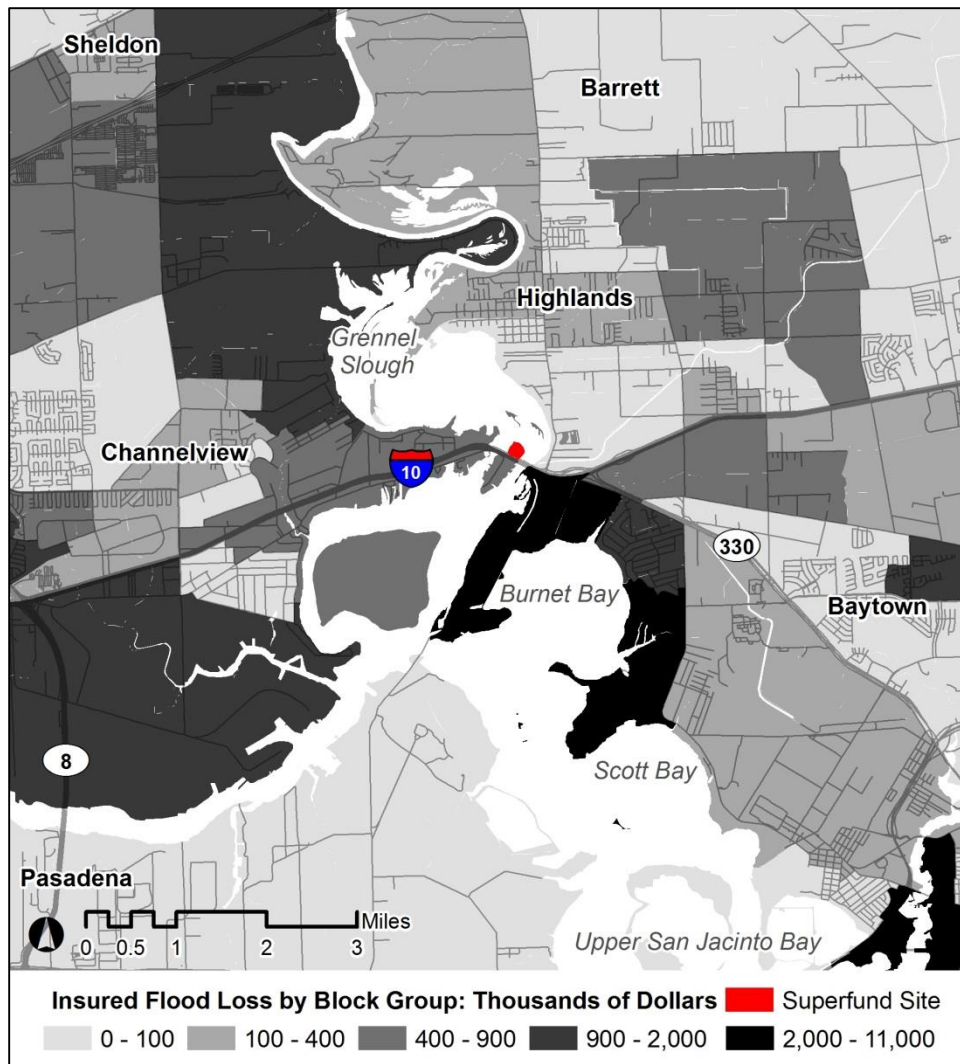 Sheldon
Barrett
Highlands
Grennel
Slough
Channelview
10
330
Burnet Bay
Baytown
8
Scott Bay
Pasadena
Miles
0 0.5 1 2 3
Upper San Jacinto Bay
Insured Flood Loss by Block Group: Thousands of Dollars Superfund Site
0 - 100 100 - 400 400 - 900 900 - 2,000 2,000 - 11,000